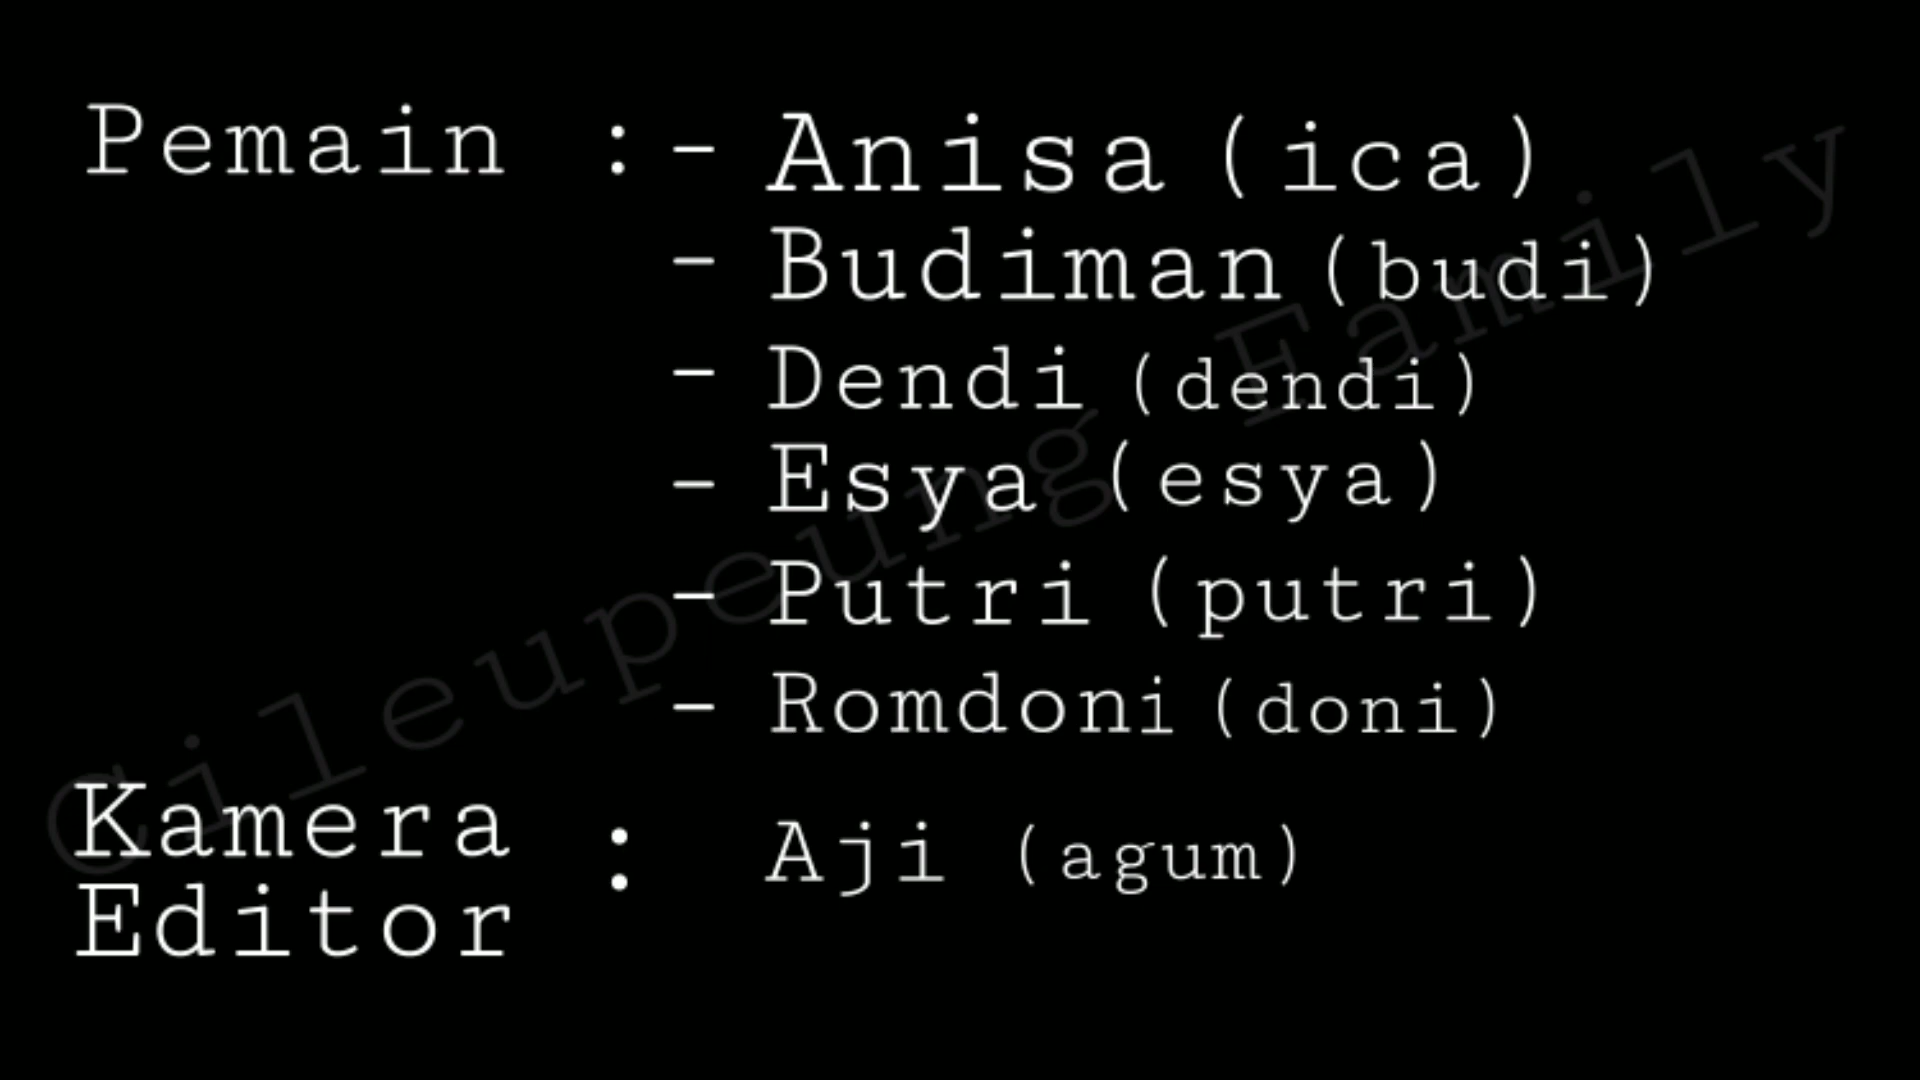 Pemain : - Anisa (ica)
- Budiman (budi)
- Dendi (dendi)
- Esya (esya)
- Putri (putri)
- Romdoni (doni)
Kamera
Editor : Aji (agum)
Cileupeung Family